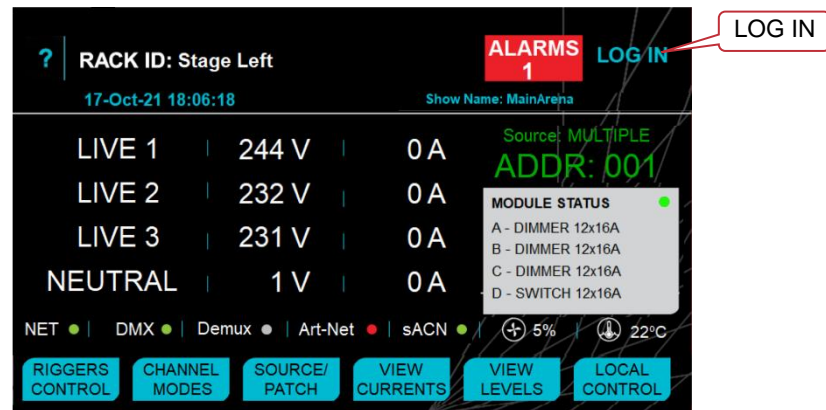 ? RACK ID: Stage Left
ALARMS
1
LOG IN
LOG IN
17-Oct-21 18:06:18
Show Name: MainArena
LIVE 1 244 V 0 A
LIVE 2 232 V 0 A
LIVE 3 231 V 0 A
NEUTRAL 1 V 0 A
Source: MULTIPLE
ADDR: 001
MODULE STATUS
A - DIMMER 12x16A
B - DIMMER 12x16A
C - DIMMER 12x16A
D - SWITCH 12x16A
NET DMX Demux Art-Net sACN 5% 22°C
RIGGERS
CONTROL
CHANNEL
MODES
SOURCE/
PATCH
VIEW
CURRENTS
VIEW
LEVELS
LOCAL
CONTROL